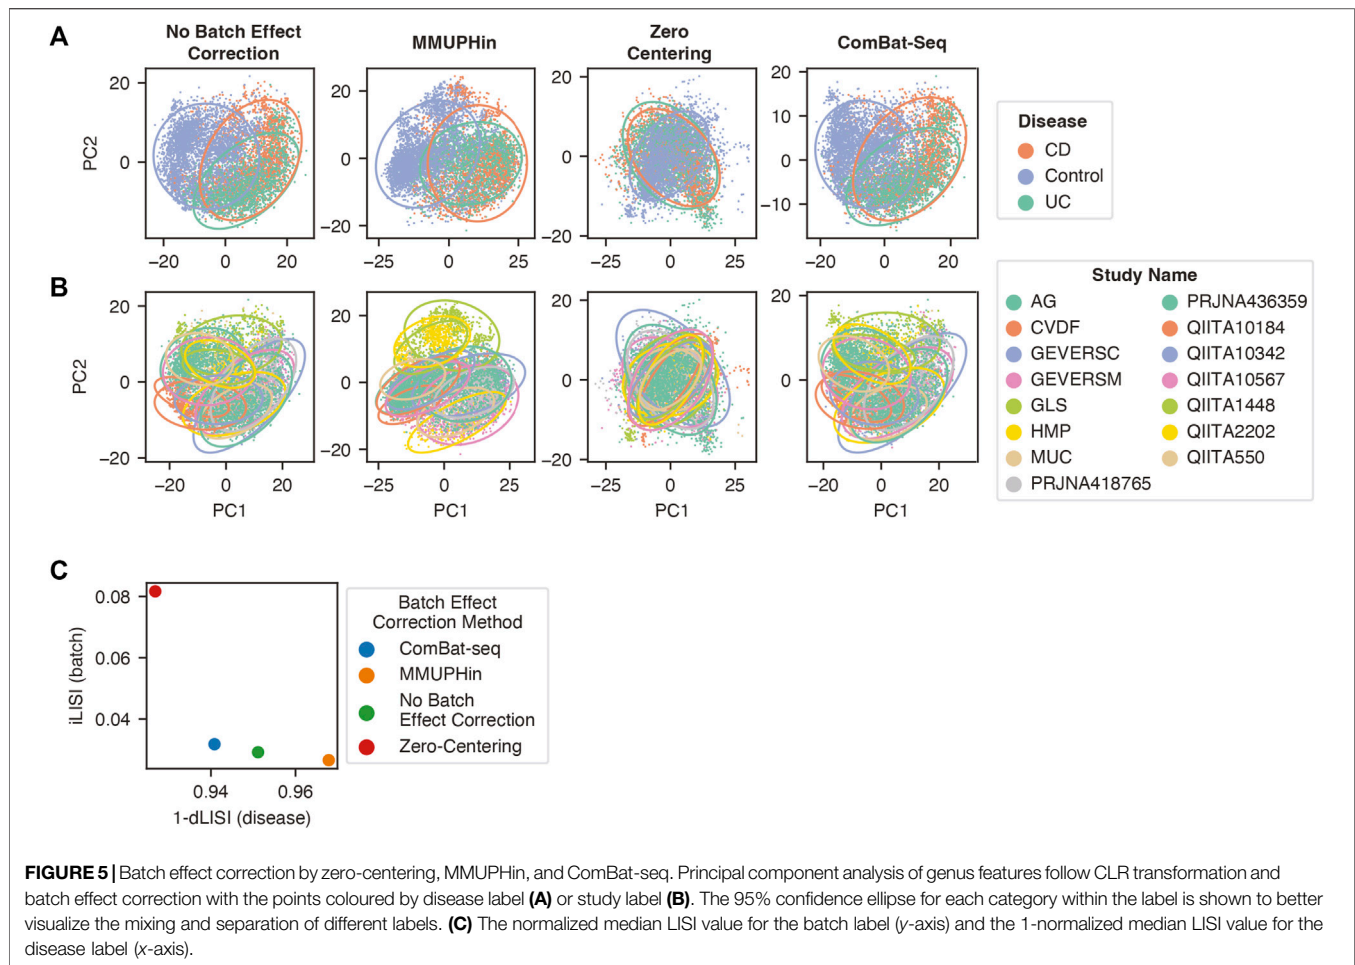 A
No Batch Effect
Correction
MMUPHin
Zero
Centering
ComBat-Seq
PC2
20
0
−20
0
20
20
0
−20
−25
0
25
20
0
−20
−25
0
25
20
10
0
−10
−20
0
20
Disease
CD
Control
UC
B
PC2
20
0
−20
−20
0
20
PC1
20
0
−20
−25
0
25
PC1
20
0
−20
−25
0
25
PC1
20
0
−20
0
20
PC1
Study Name
AG
CVDF
GEVERSC
GEVERSM
GLS
HMP
MUC
PRJNA418765
PRJNA436359
QIITA10184
QIITA10342
QIITA10567
QIITA1448
QIITA2202
QIITA550
C
iLISI (batch)
0.08
0.06
0.04
0.94
0.96
1-dLISI (disease)
Batch Effect
Correction Method
ComBat-seq
MMUPHin
No Batch
Effect Correction
Zero-Centering
FIGURE 5 | Batch effect correction by zero-centering, MMUPHin, and ComBat-seq. Principal component analysis of genus features follow CLR transformation and
batch effect correction with the points coloured by disease label (A) or study label (B). The 95% confidence ellipse for each category within the label is shown to better
visualize the mixing and separation of different labels. (C) The normalized median LISI value for the batch label (y-axis) and the 1-normalized median LISI value for the
disease label (x-axis).